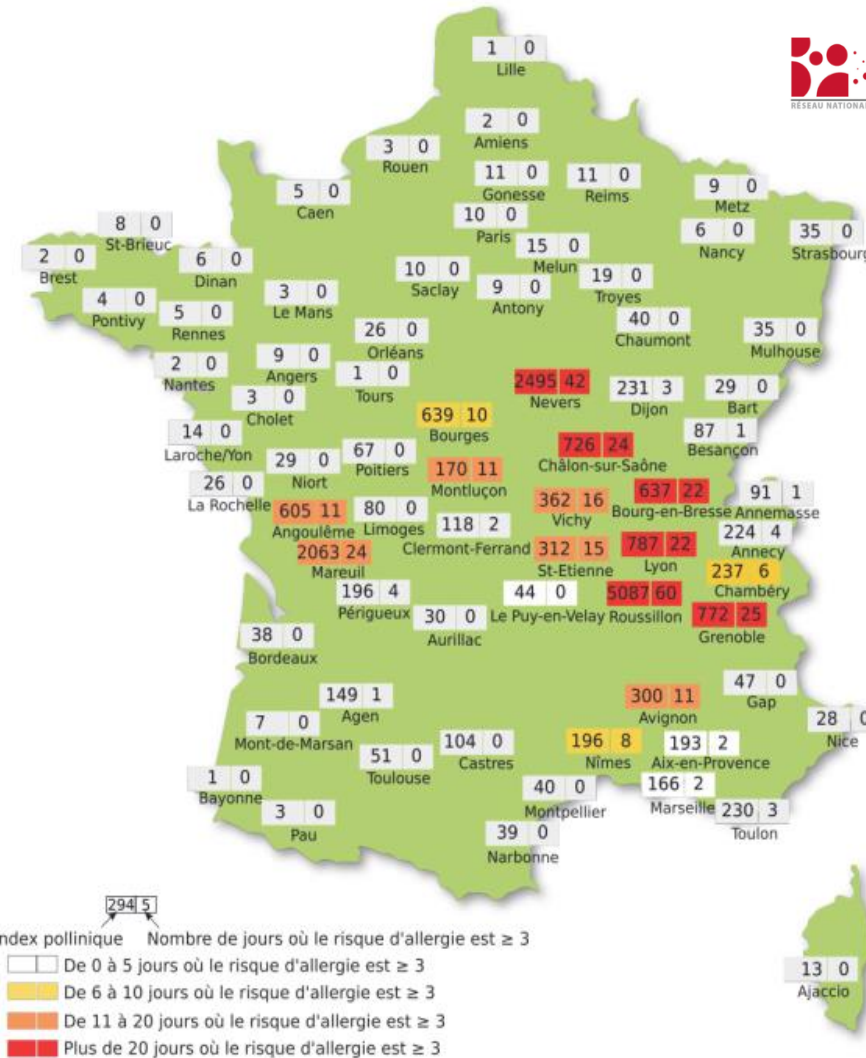 1 0
Lille
RÉSEAU NATIONAL
2 0
Amiens
3 0
Rouen
11 0
Gonesse
11 0
Reims
9 0
Metz
5 0
Caen
10 0
Paris
6 0
Nancy
35 0
Strasbourg
8 0
St-Brieuc
15 0
Melun
2 0
Brest
6 0
Dinan
10 0
Saclay
9 0
Antony
19 0
Troyes
4 0
Pontivy
5 0
Rennes
3 0
Le Mans
40 0
Chaumont
26 0
Orléans
35 0
Mulhouse
2 0
Nantes
9 0
Angers
1 0
Tours
2495 42
Nevers
231 3
Dijon
29 0
Bart
3 0
Cholet
639 10
Bourges
87 1
Besançon
14 0
Laroche/Yon
726 24
Châlon-sur-Saône
29 0
Niort
67 0
Poitiers
170 11
Montluçon
26 0
La Rochelle
637 22
Bourg-en-Bresse
91 1
Annemasse
605 11
Angoulême
80 0
Limoges
362 16
Vichy
118 2
Clermont-Ferrand
224 4
Annecy
2063 24
Mareuil
312 15
St-Etienne
787 22
Lyon
237 6
Chambéry
196 4
Périgueux
30 0
Aurillac
44 0
Le Puy-en-Velay
5087 60
Roussillon
772 25
Grenoble
38 0
Bordeaux
149 1
Agen
300 11
Avignon
47 0
Gap
28 0
Nice
7 0
Mont-de-Marsan
51 0
Toulouse
104 0
Castres
196 8
Nîmes
193 2
Aix-en-Provence
1 0
Bayonne
40 0
Montpellier
166 2
Marseille
3 0
Pau
39 0
Narbonne
230 3
Toulon
294 5
ndex pollinique Nombre de jours où le risque d'allergie est ≥ 3
De 0 à 5 jours où le risque d'allergie est ≥ 3
De 6 à 10 jours où le risque d'allergie est ≥ 3
De 11 à 20 jours où le risque d'allergie est ≥ 3
Plus de 20 jours où le risque d'allergie est ≥ 3
13 0
Ajaccio